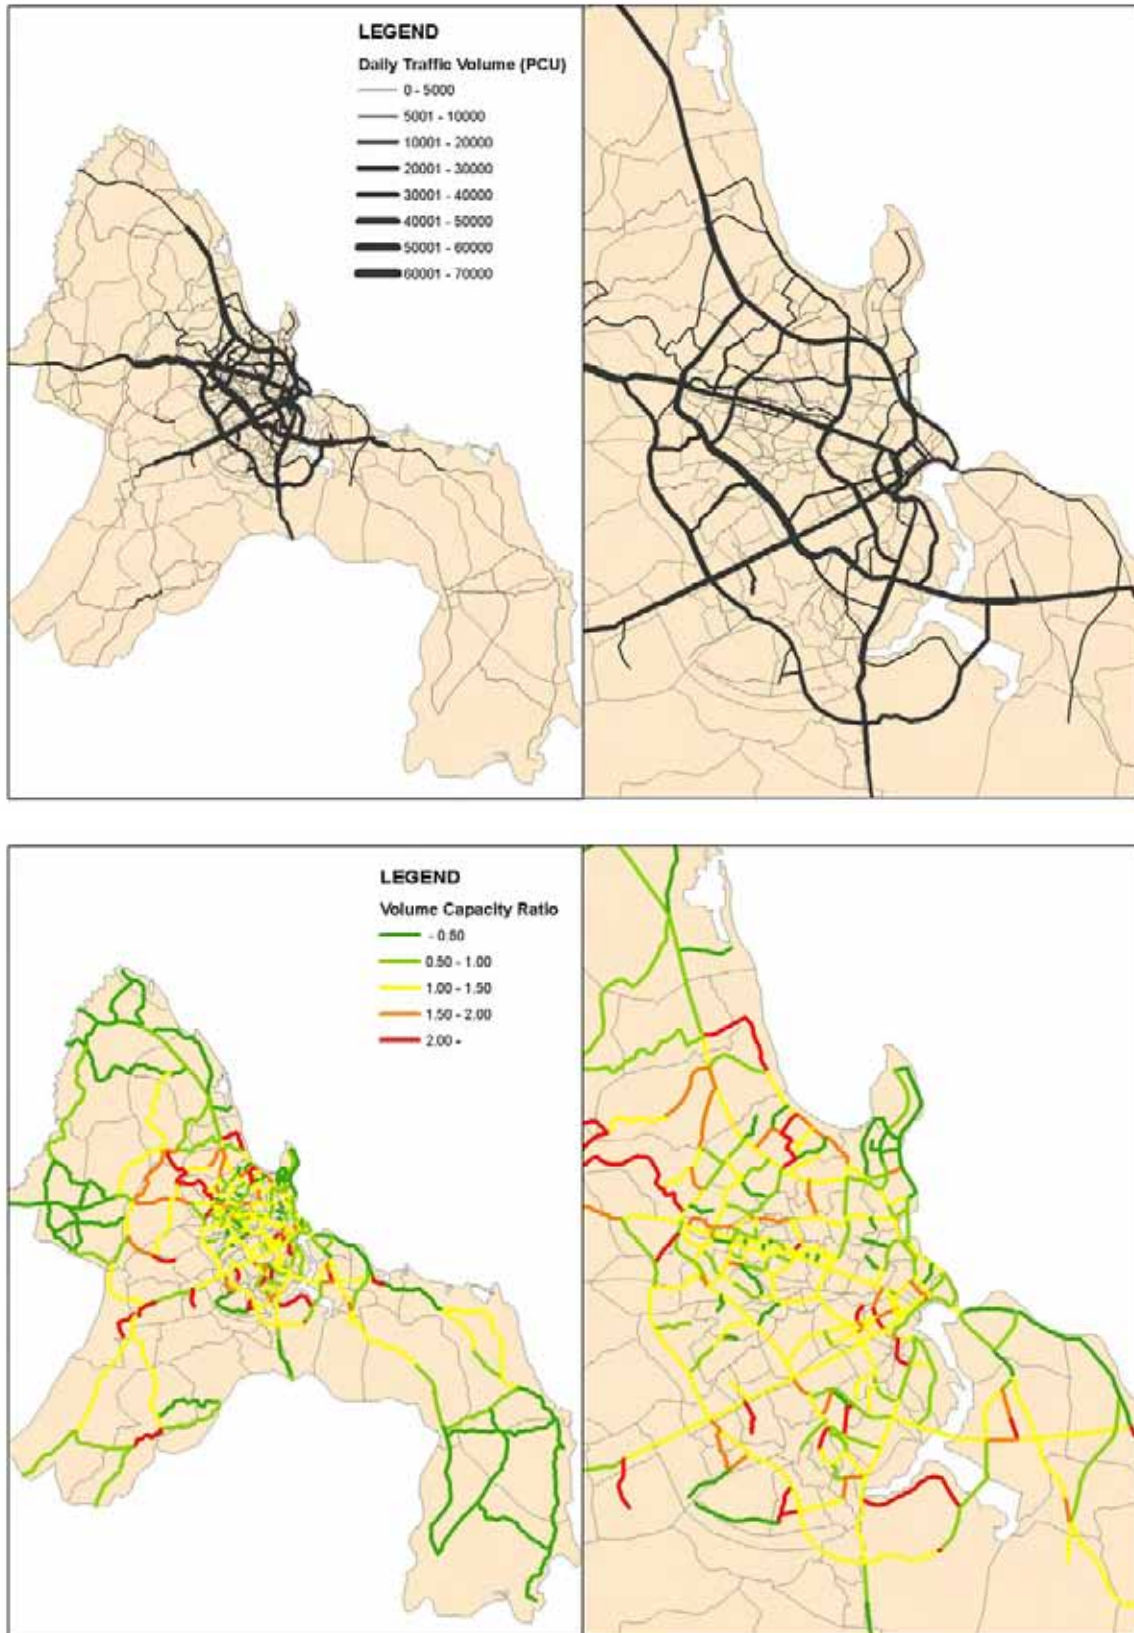 LEGEND
Daily Traffic Volume (PCU)
0 - 5000
5001 - 10000
10001 - 20000
20001 - 30000
30001 - 40000
40001 - 50000
50001 - 60000
60001 - 70000
LEGEND
Volume Capacity Ratio
- 0.50
0.50 - 1.00
1.00 - 1.50
1.50 - 2.00
2.00 -